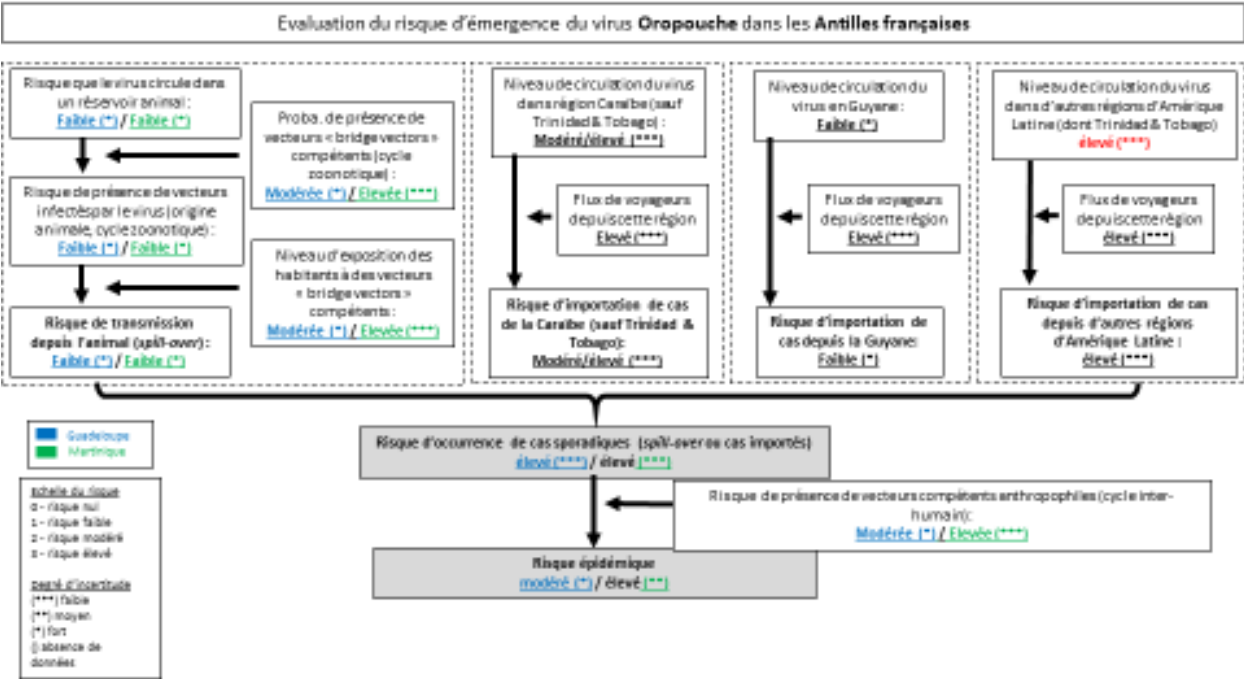 Evaluation du risque d'émergence du virus Oropouche dans les Antilles françaises
Risque que le virus circule dans
un réservoir animal :
Faible (*) / Faible (*)
Proba. de présence de
vecteurs « bridge vectors »
compétents (cycle
zoonotique) :
Modérée (*) / Elevée (***)
Risque de présence de vecteurs
infectés par le virus (origine
animale, cycle zoonotique) :
Faible (*) / Faible (*)
Niveau d'exposition des
habitants à des vecteurs
« bridge vectors »
compétents :
Modérée (*) / Elevée (***)
Risque de transmission
depuis l'animal (spill-over) :
Faible (*) / Faible (*)
Niveau de circulation du virus
dans région Caraïbe (sauf
Trinidad & Tobago) :
Modéré/élevé (***)
Flux de voyageurs
depuis cette région
Elevé (***)
Risque d'importation de cas
de la Caraïbe (sauf Trinidad &
Tobago):
Modéré/élevé (***)
Niveau de circulation du
virus en Guyane :
Faible (*)
Flux de voyageurs
depuis cette région
Elevé (***)
Risque d'importation de
cas depuis la Guyane:
Faible (*)
Niveau de circulation du virus
dans d'autres régions d'Amérique
Latine (dont Trinidad & Tobago)
élevé (***)
Flux de voyageurs
depuis cette région
élevé (***)
Risque d'importation de cas
depuis d'autres régions
d'Amérique Latine :
élevé (***)
Risque d'occurrence de cas sporadiques (spill-over ou cas importés)
élevé (***) / élevé (***)
Risque de présence de vecteurs compétents anthropophiles (cycle inter-
humain):
Modérée (*) / Elevée (***)
Risque épidémique
modéré (*) / élevé (**)
Guadeloupe
Martinique
Echelle du risque
0 - risque nul
1 - risque faible
2 - risque modéré
3 - risque élevé
Degré d'incertitude
(***) faible
(**) moyen
(*) fort
() absence de
données